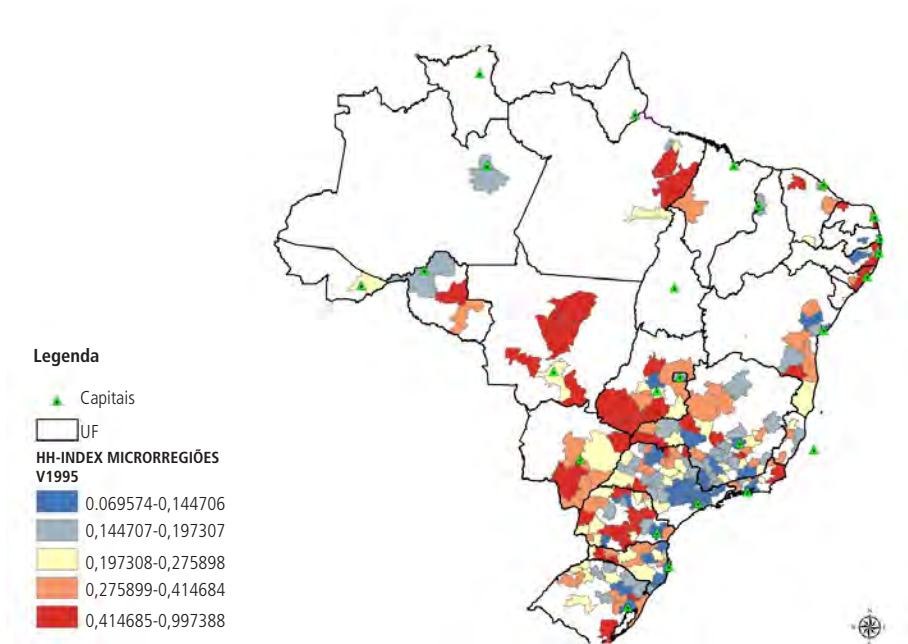 Legenda
Capitais
UF
HH-INDEX MICRORREGIÕES
V1995
0.069574-0,144706
0,144707-0,197307
0,197308-0,275898
0,275899-0,414684
0,414685-0,997388
N